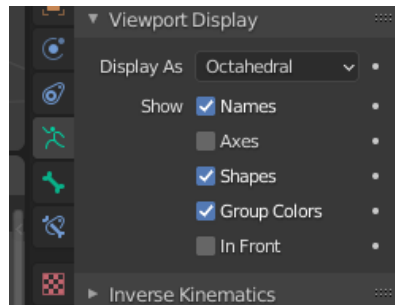 Viewport Display
Display As Octahedral
Show Names
Axes
Shapes
Group Colors
In Front
Inverse Kinematics